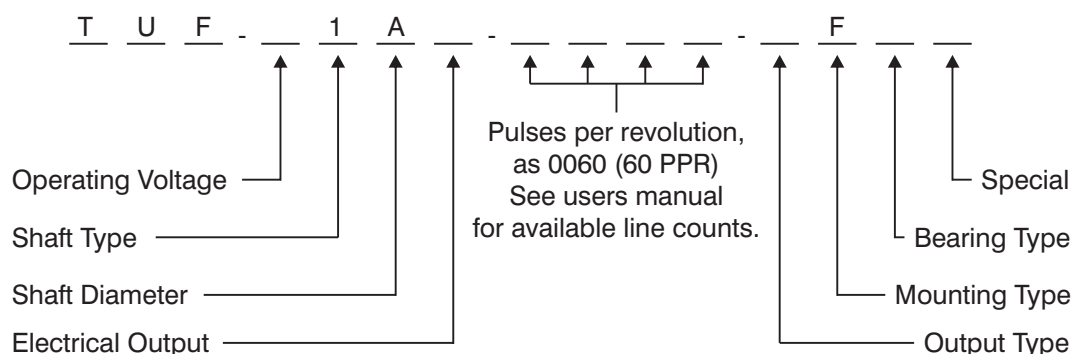 T U F - _ 1 A _ - _ _ _ _ - _ F _ _
Pulses per revolution,
as 0060 (60 PPR)
See users manual
for available line counts.
Operating Voltage
Shaft Type
Shaft Diameter
Electrical Output
Special
Bearing Type
Mounting Type
Output Type